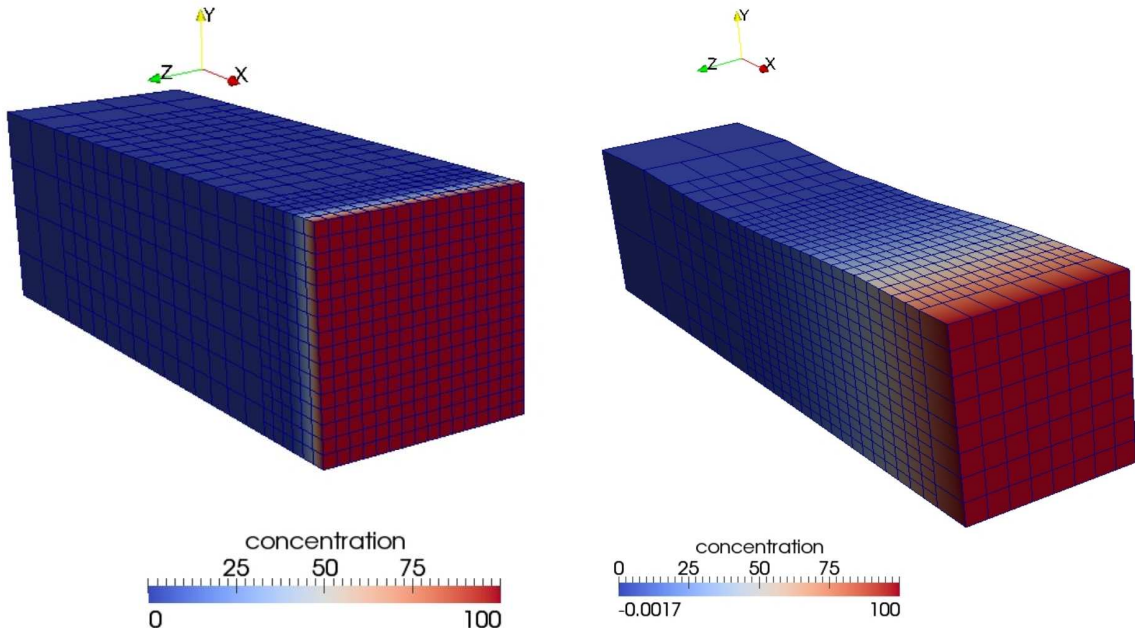 Y
Z X
Y
Z X
concentration
25 50 75
0 100
concentration
0 25 50 75
-0.0017 100